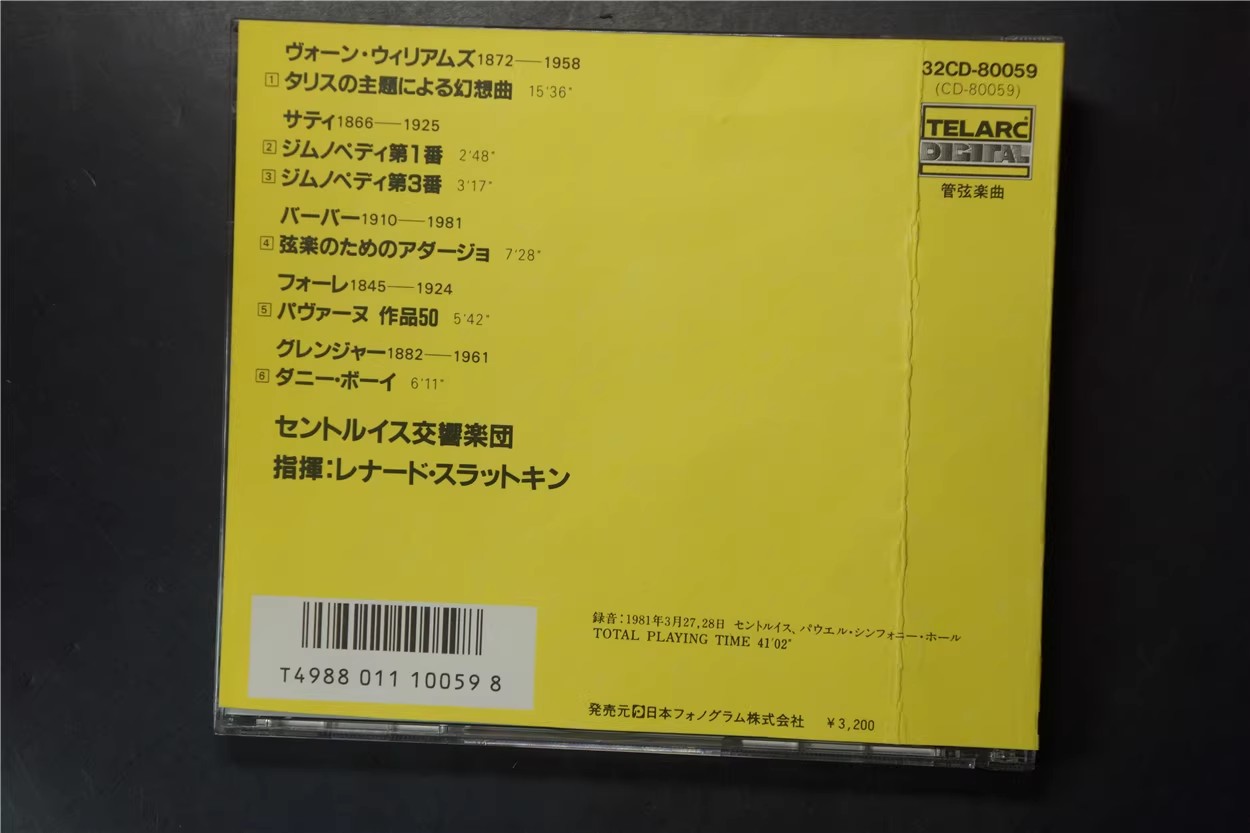 ヴォーン・ウィリアムズ1872—1958
1 タリスの主題による幻想曲 15'36"
サティ1866—1925
2 ジムノペディ第1番 2'48"
3 ジムノペディ第3番 3'17"
バーバー1910—1981
4 弦楽のためのアダージョ 7'28"
フォーレ1845—1924
5 パヴァーヌ 作品50 5'42"
グレンジャー1882—1961
6 ダニー・ボーイ 6'11"
セントルイス交響楽団
指揮:レナード・スラットキン
32CD-80059
(CD-80059)
TELARC
DIGITAL
管弦楽曲
T4988 011 10059 8
録音:1981年3月27,28日 セントルイス、パウエル・シンフォニー・ホール
TOTAL PLAYING TIME 41'02"
発売元 日本フォノグラム株式会社 ¥3,200